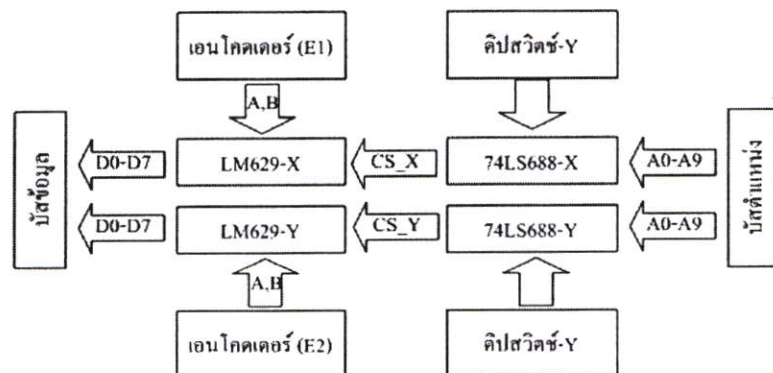 เอนโคดเดอร์ (E1)
ดิปสวิตช์-Y
A,B
บัสข้อมูล
D0-D7
LM629-X
CS_X
74LS688-X
A0-A9
บัสตำแหน่ง
D0-D7
LM629-Y
CS_Y
74LS688-Y
A0-A9
A,B
เอนโคดเดอร์ (E2)
ดิปสวิตช์-Y